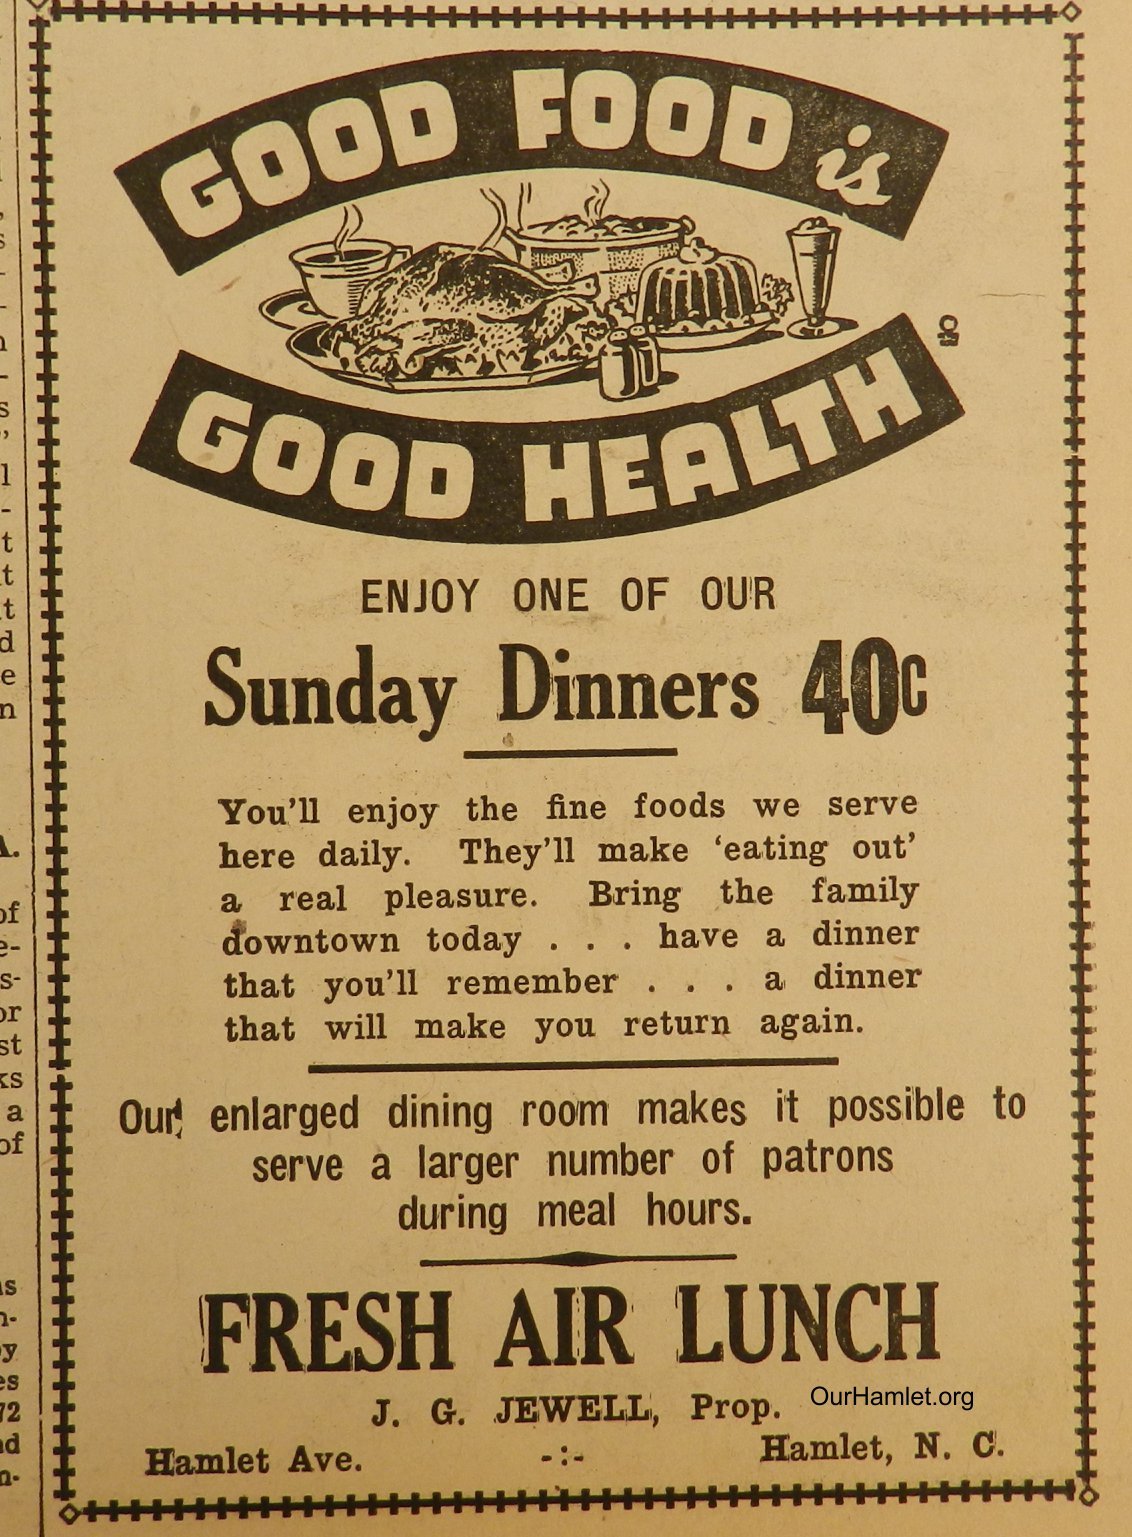 GOOD FOOD is
GOOD HEALTH
ENJOY ONE OF OUR
Sunday Dinners 40c
You'll enjoy the fine foods we serve
here daily. They'll make 'eating out'
a real pleasure. Bring the family
downtown today . . . have a dinner
that you'll remember . . . a dinner
that will make you return again.
Our enlarged dining room makes it possible to
serve a larger number of patrons
during meal hours.
FRESH AIR LUNCH
J. G. JEWELL, Prop.
OurHamlet.org
Hamlet Ave. -:- Hamlet, N. C.